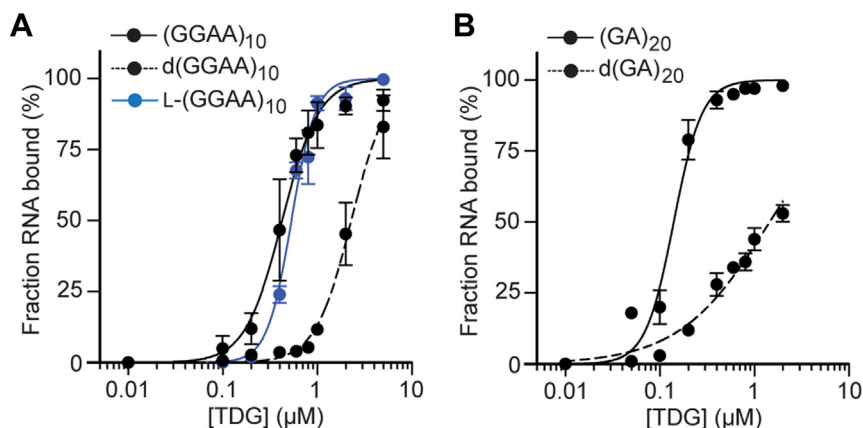 A
(GGAA)10
d(GGAA)10
L-(GGAA)10
Fraction RNA bound (%)
100
75
50
25
0
0.01
0.1
1
10
[TDG] (µM)
B
(GA)20
d(GA)20
Fraction RNA bound (%)
100
75
50
25
0
0.01
0.1
1
10
[TDG] (µM)